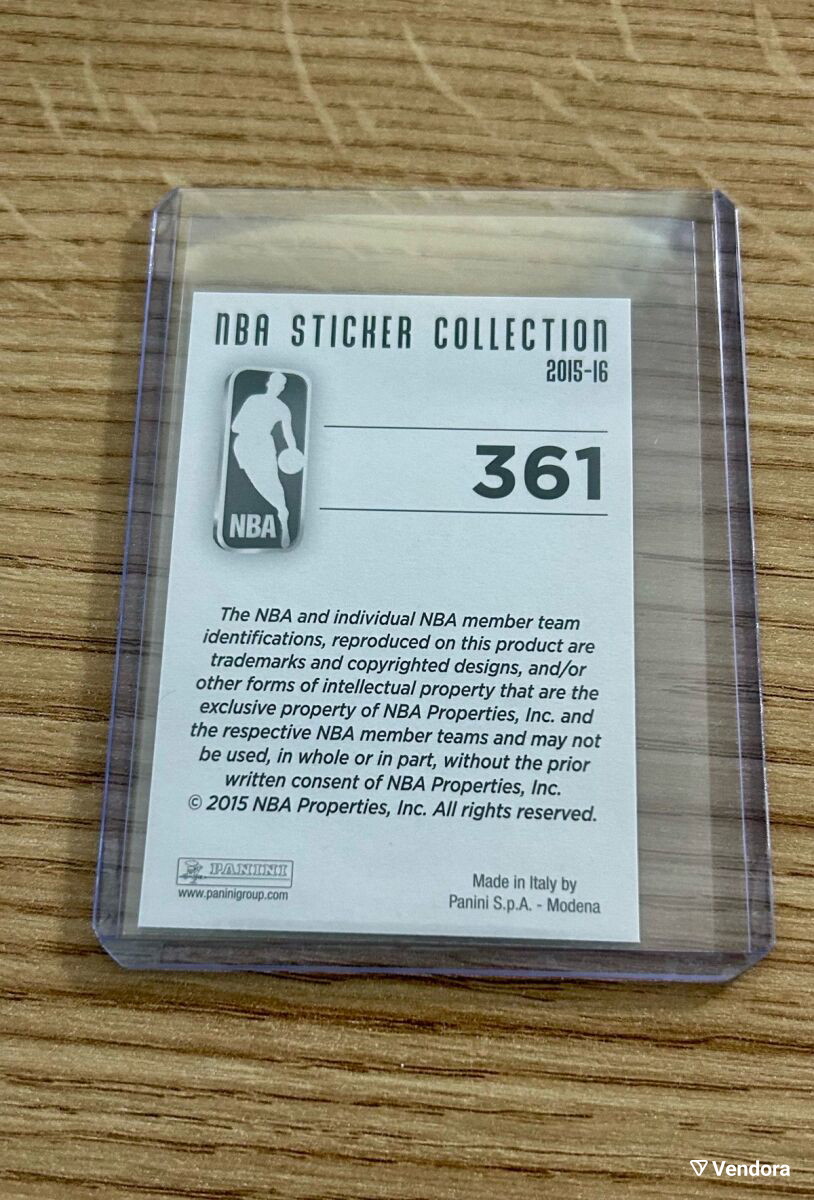 NBA STICKER COLLECTION
2015-16
361
NBA
The NBA and individual NBA member team
identifications, reproduced on this product are
trademarks and copyrighted designs, and/or
other forms of intellectual property that are the
exclusive property of NBA Properties, Inc. and
the respective NBA member teams and may not
be used, in whole or in part, without the prior
written consent of NBA Properties, Inc.
© 2015 NBA Properties, Inc. All rights reserved.
PANINI
www.paninigroup.com
Made in Italy by
Panini S.p.A. - Modena
Vendora